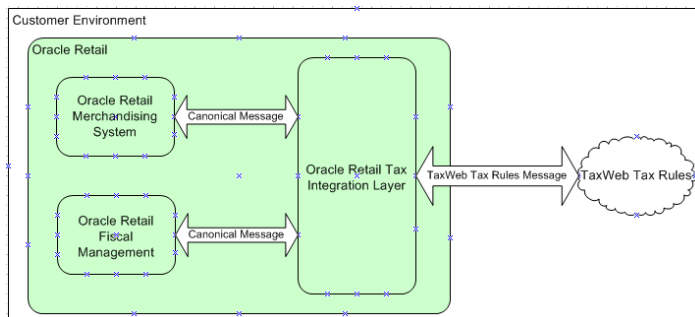 Customer Environment
Oracle Retail
Oracle Retail
Merchandising
System
Canonical Message
Oracle Retail Tax
Integration Layer
TaxWeb Tax Rules Message
TaxWeb Tax Rules
Oracle Retail
Fiscal
Management
Canonical Message